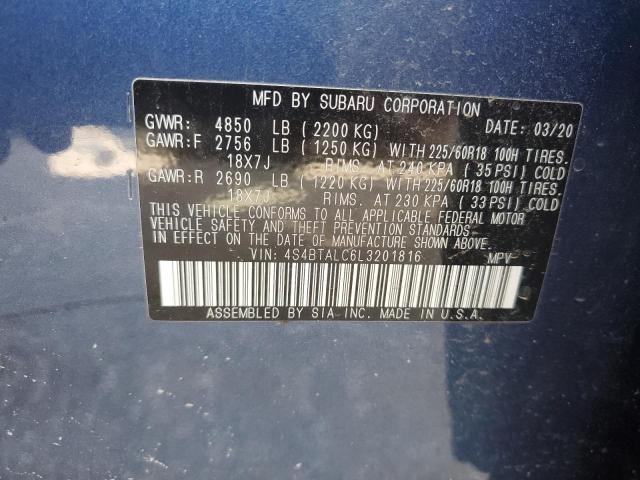 MFD BY SUBARU CORPORATION
GVWR: 4850 LB (2200 KG) DATE: 03/20
GAWR:F 2756 LB (1250 KG) WITH 225/60R18 100H TIRES.
18X7J RIMS. AT 240 KPA (35 PSI) COLD
GAWR:R 2690 LB (1220 KG) WITH 225/60R18 100H TIRES.
18X7J RIMS. AT 230 KPA (33 PSI) COLD
THIS VEHICLE CONFORMS TO ALL APPLICABLE FEDERAL MOTOR
VEHICLE SAFETY AND THEFT PREVENTION STANDARDS IN
EFFECT ON THE DATE OF MANUFACTURE SHOWN ABOVE.
VIN: 4S4BTALC6L3201816 MPV
ASSEMBLED BY SIA INC. MADE IN U.S.A.